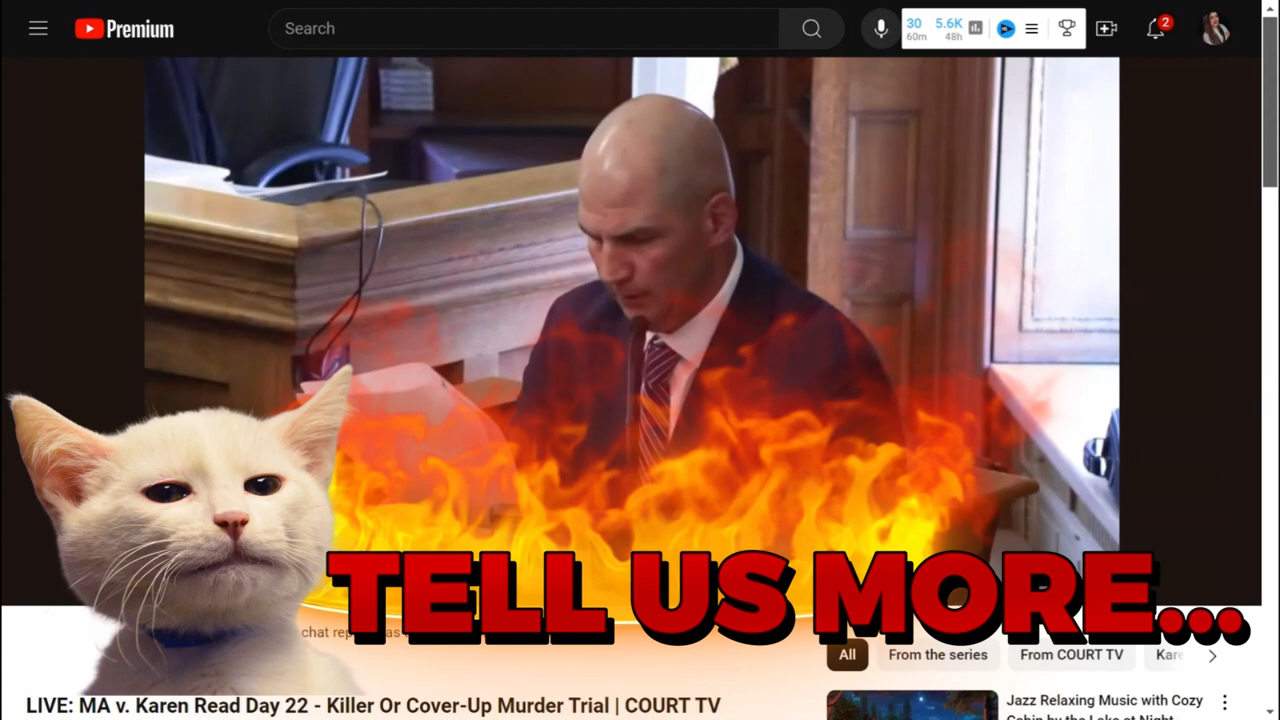 Premium
Search
30 5.6K
60m 48h
2
TELL US MORE...
All From the series From COURT TV
LIVE: MA v. Karen Read Day 22 - Killer Or Cover-Up Murder Trial | COURT TV
Jazz Relaxing Music with Cozy